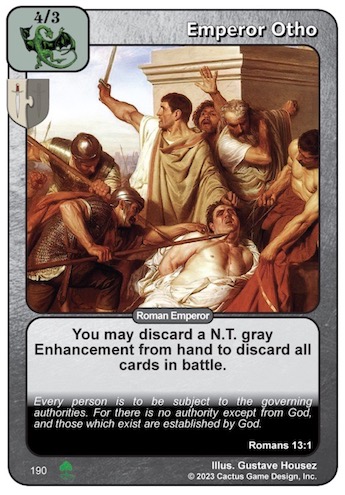 4/3
Emperor Otho
Roman Emperor
You may discard a N.T. gray
Enhancement from hand to discard all
cards in battle.
Every person is to be subject to the governing
authorities. For there is no authority except from God,
and those which exist are established by God.
Romans 13:1
Illus. Gustave Housez
190
© 2023 Cactus Game Design, Inc.